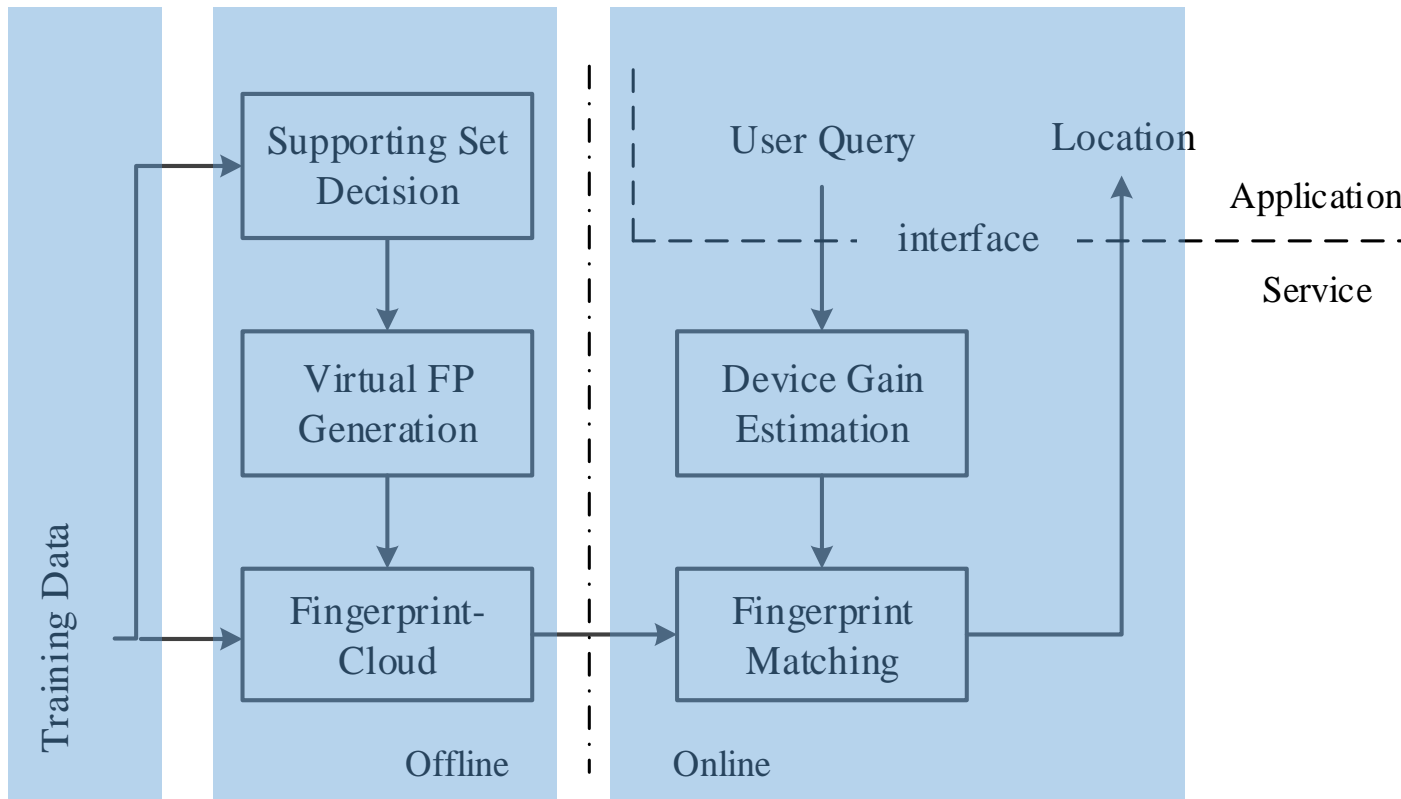 Training Data
Supporting Set
Decision
Virtual FP
Generation
Fingerprint-
Cloud
Offline
User Query
Location
interface
Application
Service
Device Gain
Estimation
Fingerprint
Matching
Online